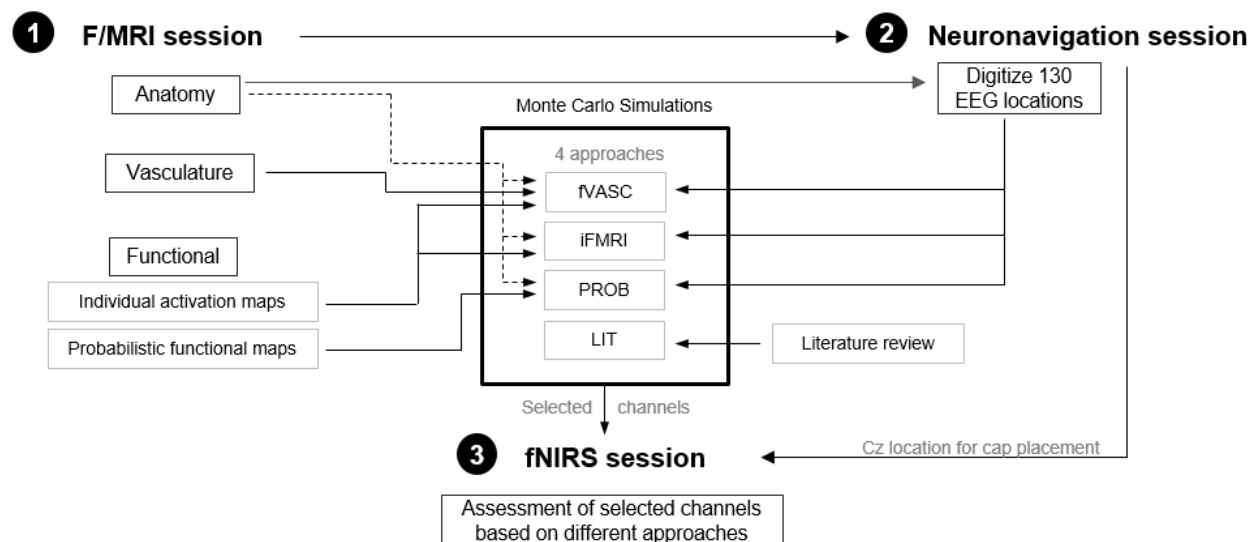 1 F/MRI session
2 Neuronavigation session
Anatomy
Digitize 130
EEG locations
Monte Carlo Simulations
4 approaches
Vasculature
fVASC
iFMRI
Functional
Individual activation maps
PROB
Probabilistic functional maps
LIT
Literature review
Selected channels
3 fNIRS session
Cz location for cap placement
Assessment of selected channels
based on different approaches